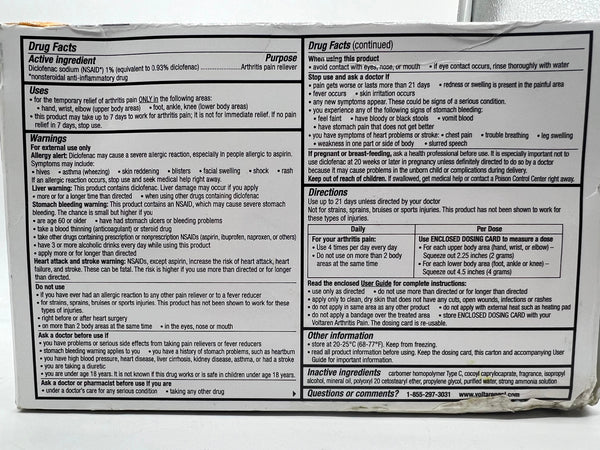 Drug Facts
Active ingredient Purpose
Diclofenac sodium (NSAID*) 1% (equivalent to 0.93% diclofenac) ..................Arthritis pain reliever
*nonsteroidal anti-inflammatory drug
Uses
• for the temporary relief of arthritis pain ONLY in the following areas:
• hand, wrist, elbow (upper body areas) • foot, ankle, knee (lower body areas)
• this product may take up to 7 days to work for arthritis pain; it is not for immediate relief. If no pain
relief in 7 days, stop use.
Warnings
For external use only
Allergy alert: Diclofenac may cause a severe allergic reaction, especially in people allergic to aspirin.
Symptoms may include:
• hives • asthma (wheezing) • skin reddening • blisters • facial swelling • shock • rash
If an allergic reaction occurs, stop use and seek medical help right away.
Liver warning: This product contains diclofenac. Liver damage may occur if you apply
• more or for a longer time than directed • when using other drugs containing diclofenac
Stomach bleeding warning: This product contains an NSAID, which may cause severe stomach
bleeding. The chance is small but higher if you
• are age 60 or older • have had stomach ulcers or bleeding problems
• take a blood thinning (anticoagulant) or steroid drug
• take other drugs containing prescription or nonprescription NSAIDs (aspirin, ibuprofen, naproxen, or others)
• have 3 or more alcoholic drinks every day while using this product
• apply more or for longer than directed
Heart attack and stroke warning: NSAIDs, except aspirin, increase the risk of heart attack, heart
failure, and stroke. These can be fatal. The risk is higher if you use more than directed or for longer
than directed.
Do not use
• if you have ever had an allergic reaction to any other pain reliever or to a fever reducer
• for strains, sprains, bruises or sports injuries. This product has not been shown to work for these
types of injuries.
• right before or after heart surgery
• on more than 2 body areas at the same time • in the eyes, nose or mouth
Ask a doctor before use if
• you have problems or serious side effects from taking pain relievers or fever reducers
• stomach bleeding warning applies to you • you have a history of stomach problems, such as heartburn
• you have high blood pressure, heart disease, liver cirrhosis, kidney disease, asthma, or had a stroke
• you are taking a diuretic
• you are under age 18 years. It is not known if this drug works or is safe in children under age 18 years.
Ask a doctor or pharmacist before use if you are
• under a doctor's care for any serious condition • taking any other drug
Drug Facts (continued)
When using this product
• avoid contact with eyes, nose, or mouth • if eye contact occurs, rinse thoroughly with water
Stop use and ask a doctor if
• pain gets worse or lasts more than 21 days • redness or swelling is present in the painful area
• fever occurs • skin irritation occurs
• any new symptoms appear. These could be signs of a serious condition.
• you experience any of the following signs of stomach bleeding:
• feel faint • have bloody or black stools • vomit blood
• have stomach pain that does not get better
• you have symptoms of heart problems or stroke: • chest pain • trouble breathing • leg swelling
• weakness in one part or side of body • slurred speech
If pregnant or breast-feeding, ask a health professional before use. It is especially important not to
use diclofenac at 20 weeks or later in pregnancy unless definitely directed to do so by a doctor
because it may cause problems in the unborn child or complications during delivery.
Keep out of reach of children. If swallowed, get medical help or contact a Poison Control Center right away.
Directions
Use up to 21 days unless directed by your doctor
Not for strains, sprains, bruises or sports injuries. This product has not been shown to work for
these types of injuries.
Daily Per Dose
For your arthritis pain:
• Use 4 times per day every day
• Do not use on more than 2 body
areas at the same time
Use ENCLOSED DOSING CARD to measure a dose
• For each upper body area (hand, wrist, or elbow) –
Squeeze out 2.25 inches (2 grams)
• For each lower body area (foot, ankle or knee) –
Squeeze out 4.5 inches (4 grams)
Read the enclosed User Guide for complete instructions:
• use only as directed • do not use more than directed or for longer than directed
• apply only to clean, dry skin that does not have any cuts, open wounds, infections or rashes
• do not apply in same area as any other product • do not apply with external heat such as heating pad
• do not apply a bandage over the treated area • store ENCLOSED DOSING CARD with your
Voltaren Arthritis Pain. The dosing card is re-usable.
Other information
• store at 20-25°C (68-77°F). Keep from freezing.
• read all product information before using. Keep the dosing card, this carton and accompanying User
Guide for important information.
Inactive ingredients carbomer homopolymer Type C, cocoyl caprylocaprate, fragrance, isopropyl
alcohol, mineral oil, polyoxyl 20 cetostearyl ether, propylene glycol, purified water, strong ammonia solution
Questions or comments? 1-855-297-3031 www.voltarengel.com